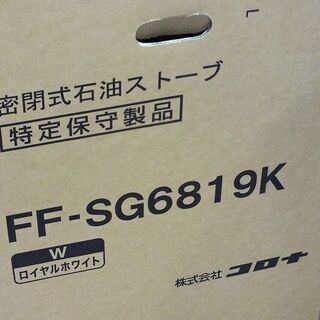 密閉式石油ストーブ
特定保守製品
FF-SG6819K
W
ロイヤルホワイト
株式会社 コロナ